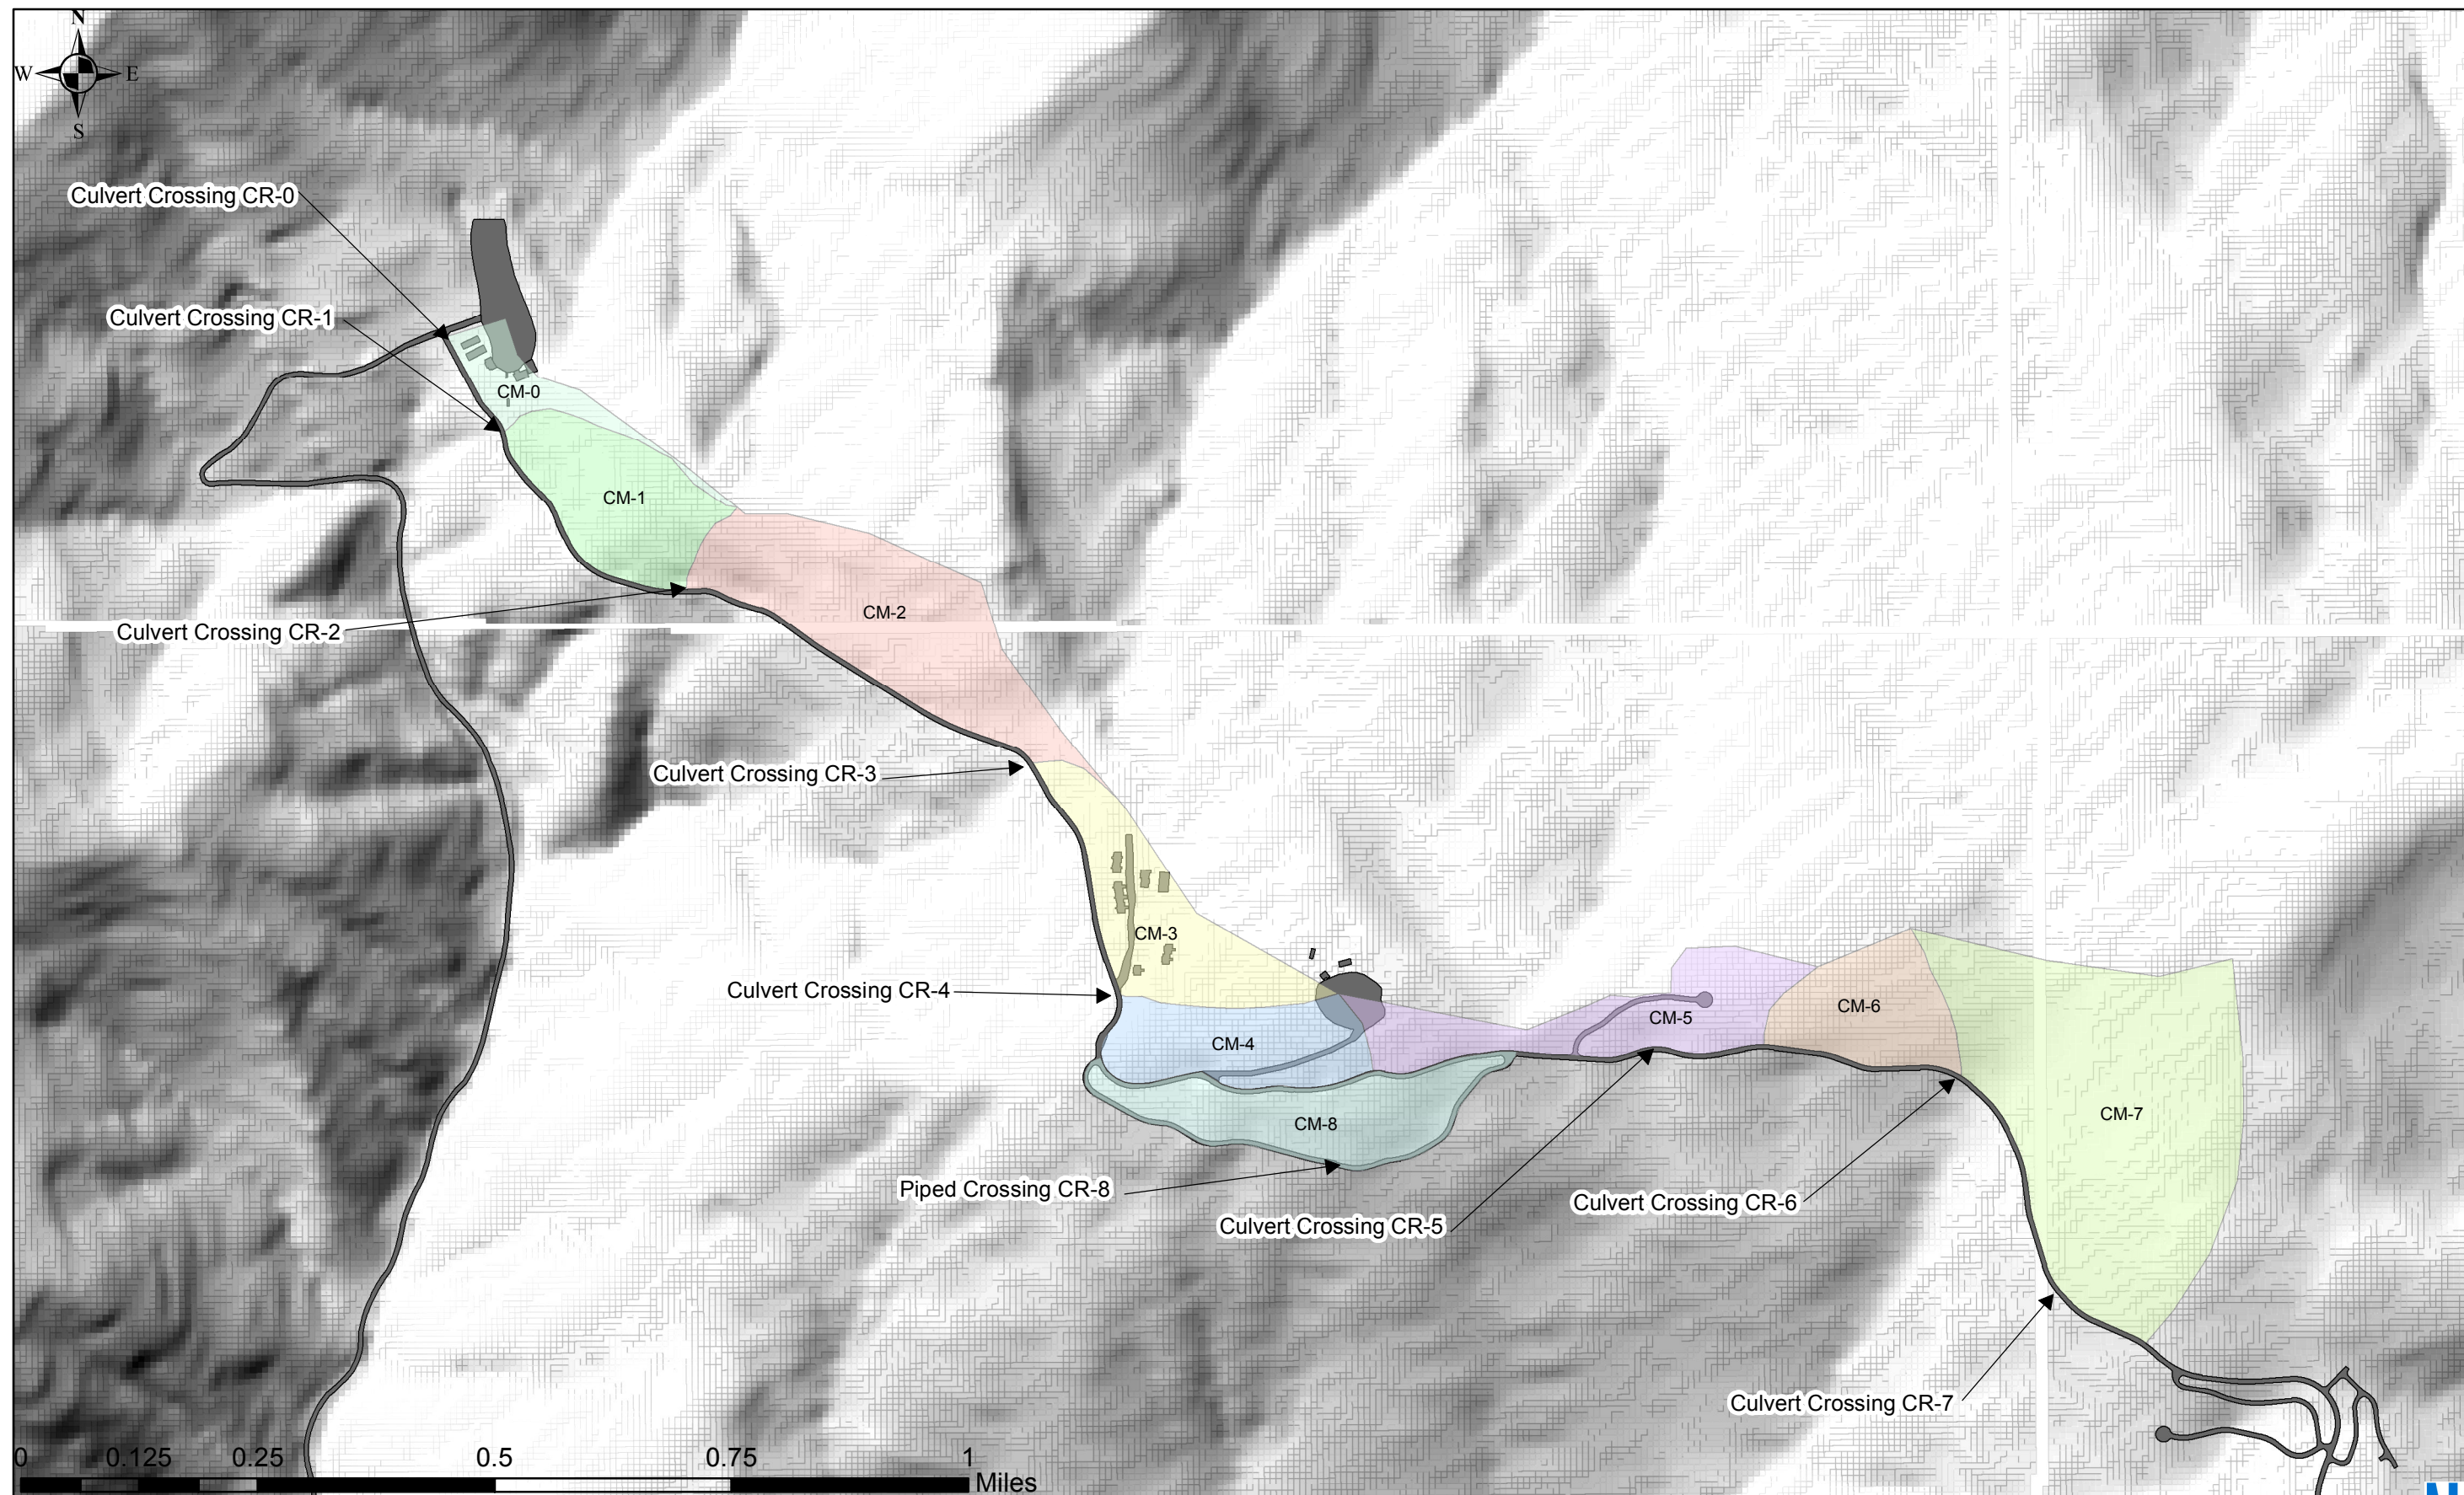 N
W E
S
Culvert Crossing CR-0
Culvert Crossing CR-1
CM-0
CM-1
CM-2
Culvert Crossing CR-2
Culvert Crossing CR-3
CM-3
Culvert Crossing CR-4
CM-4
CM-5
CM-6
CM-7
CM-8
Piped Crossing CR-8
Culvert Crossing CR-5
Culvert Crossing CR-6
Culvert Crossing CR-7
0 0.125 0.25 0.5 0.75 1
Miles